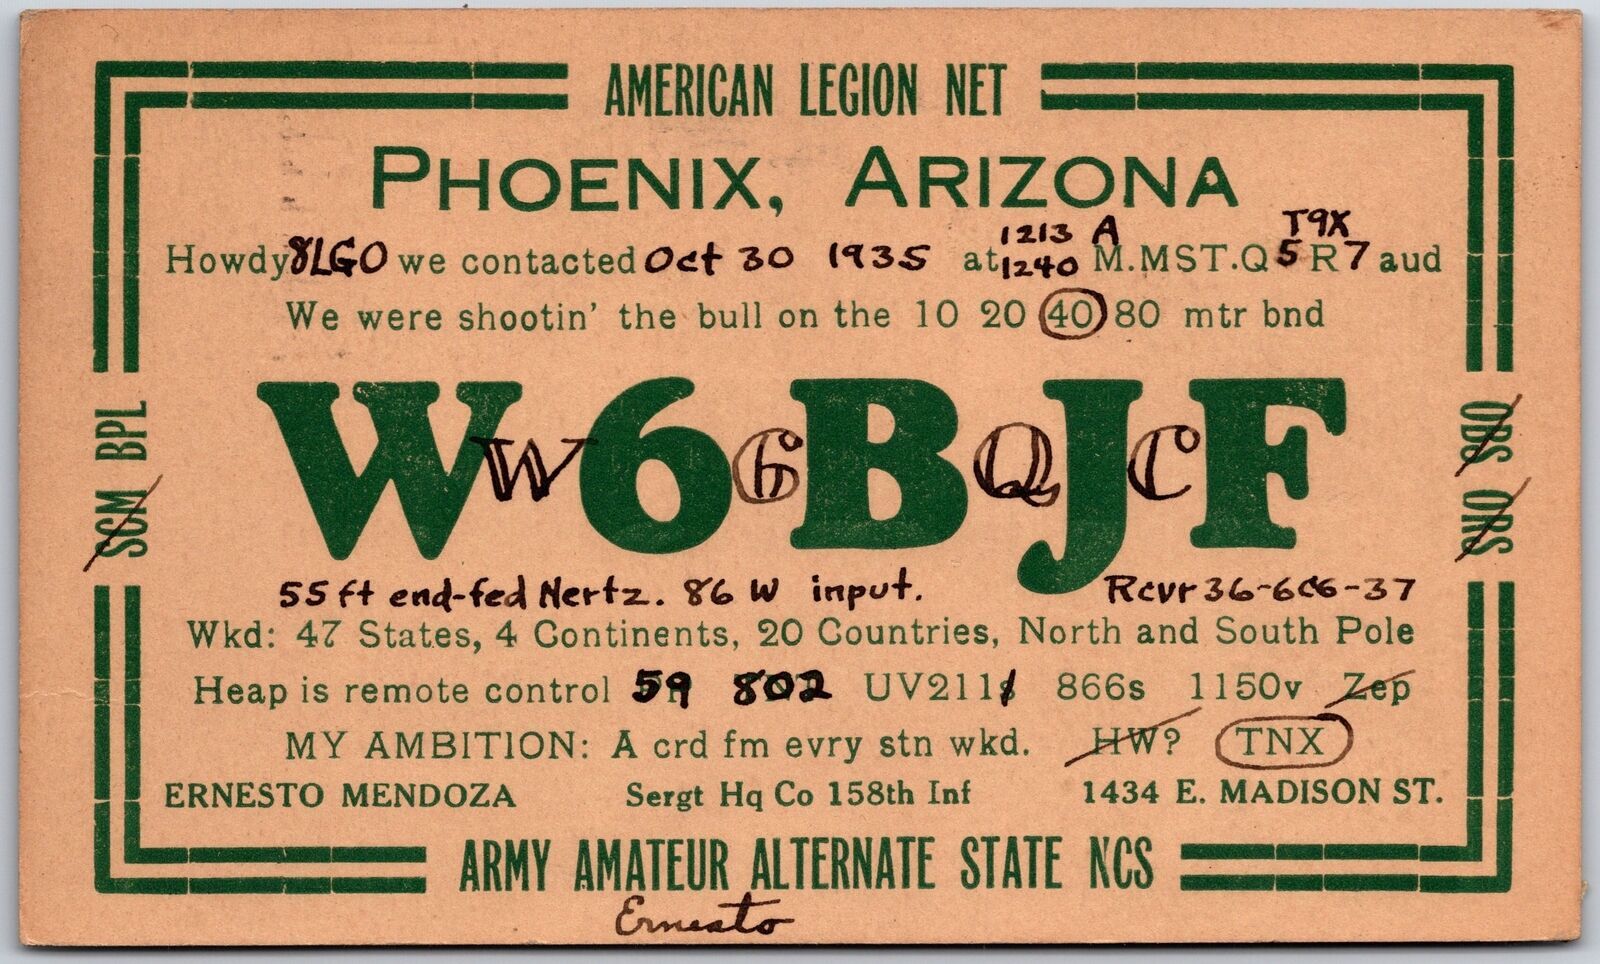 AMERICAN LEGION NET
PHOENIX, ARIZONA
T9X
1213 A
Howdy 8LGO we contacted Oct 30 1935 at 1240 M.MST.Q 5 R 7 aud
We were shootin' the bull on the 10 20 40 80 mtr bnd
SCM BPL
W6BJF
W6QC
OBS ORS
55 ft end-fed Hertz. 86 W input. Rcvr 36-6C6-37
Wkd: 47 States, 4 Continents, 20 Countries, North and South Pole
Heap is remote control 59 802 UV211s 866s 1150v Zep
MY AMBITION: A crd fm evry stn wkd. HW? TNX
ERNESTO MENDOZA Sergt Hq Co 158th Inf 1434 E. MADISON ST.
ARMY AMATEUR ALTERNATE STATE NCS
Ernesto